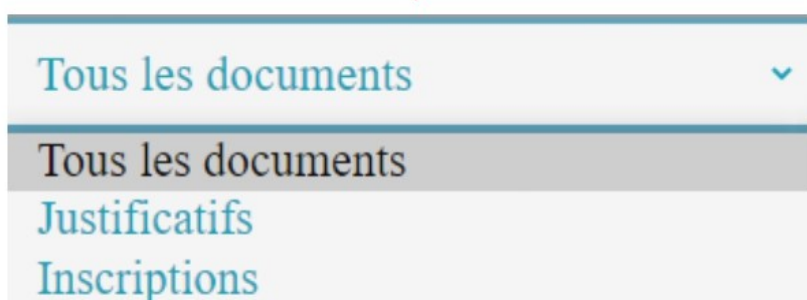 Tous les documents
Tous les documents
Justificatifs
Inscriptions